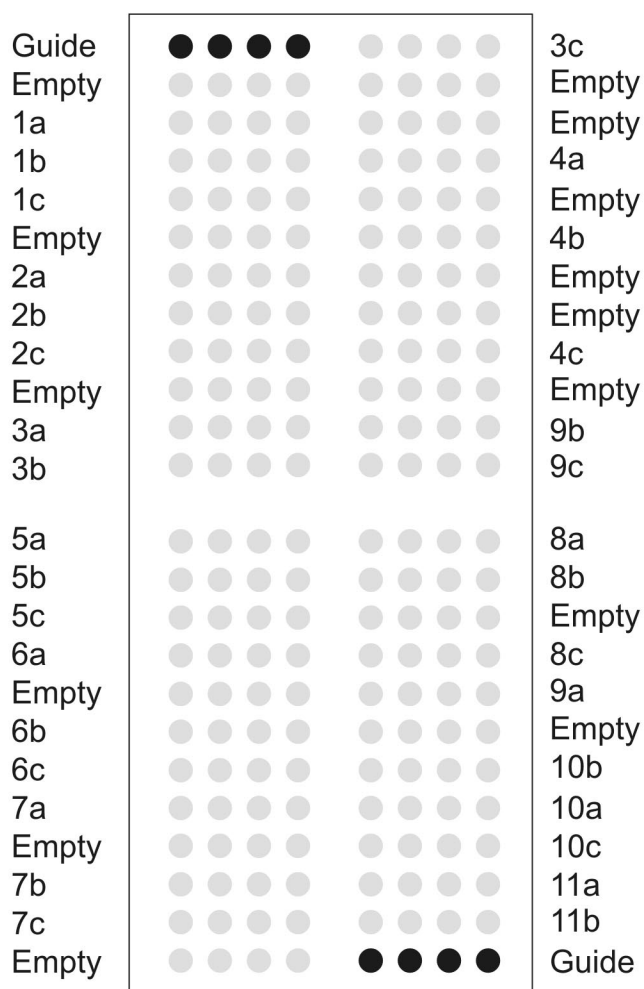 Guide 3c
Empty Empty
1a Empty
1b 4a
1c Empty
Empty 4b
2a Empty
2b Empty
2c 4c
Empty Empty
3a 9b
3b 9c
5a 8a
5b 8b
5c Empty
6a 8c
Empty 9a
6b Empty
6c 10b
7a 10a
Empty 10c
7b 11a
7c 11b
Empty Guide